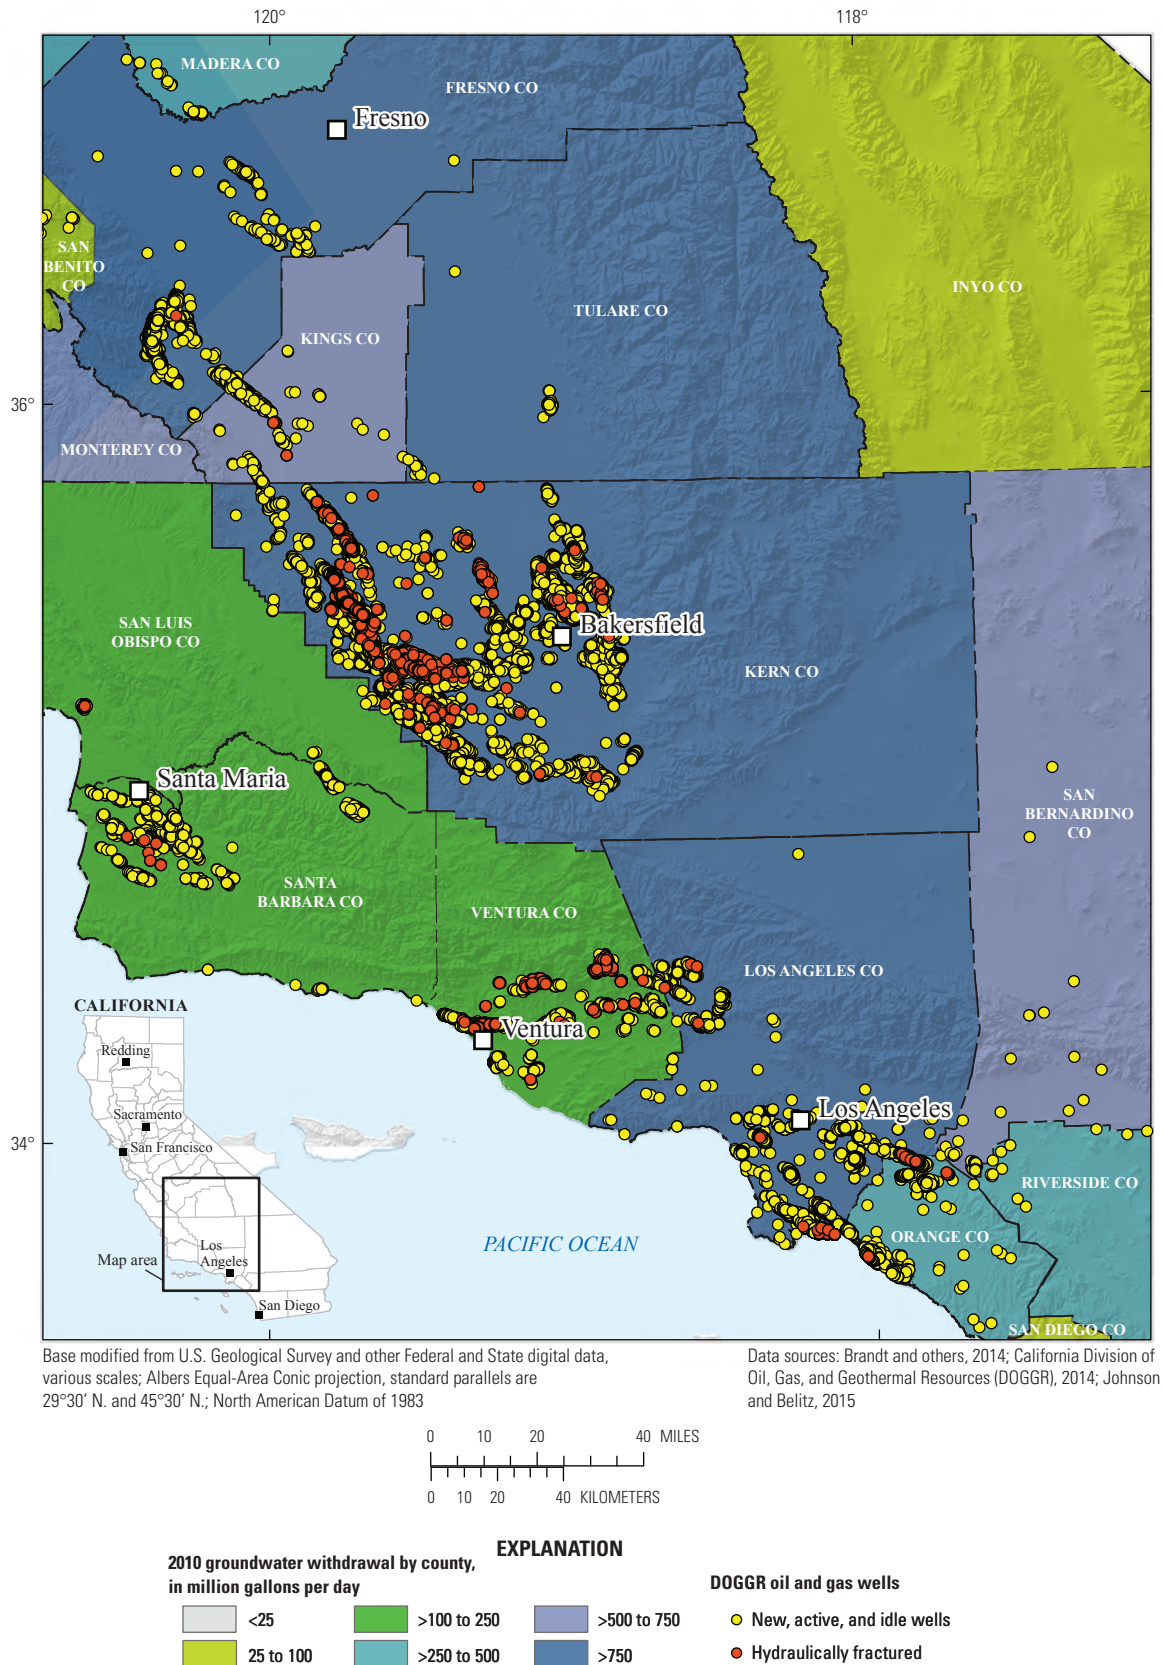 120°
118°
MADERA CO
FRESNO CO
Fresno
SAN
BENITO
CO
INYO CO
TULARE CO
KINGS CO
36°
MONTEREY CO
SAN LUIS
OBISPO CO
Bakersfield
KERN CO
Santa Maria
SAN
BERNARDINO
CO
SANTA
BARBARA CO
VENTURA CO
LOS ANGELES CO
CALIFORNIA
Ventura
Redding
Sacramento
San Francisco
Los Angeles
34°
RIVERSIDE CO
ORANGE CO
PACIFIC OCEAN
Los
Angeles
Map area
San Diego
SAN DIEGO CO
Base modified from U.S. Geological Survey and other Federal and State digital data,
various scales; Albers Equal-Area Conic projection, standard parallels are
29°30′ N. and 45°30′ N.; North American Datum of 1983
Data sources: Brandt and others, 2014; California Division of
Oil, Gas, and Geothermal Resources (DOGGR), 2014; Johnson
and Belitz, 2015
0 10 20 40 MILES
0 10 20 40 KILOMETERS
EXPLANATION
2010 groundwater withdrawal by county,
in million gallons per day
<25
25 to 100
>100 to 250
>250 to 500
>500 to 750
>750
DOGGR oil and gas wells
New, active, and idle wells
Hydraulically fractured